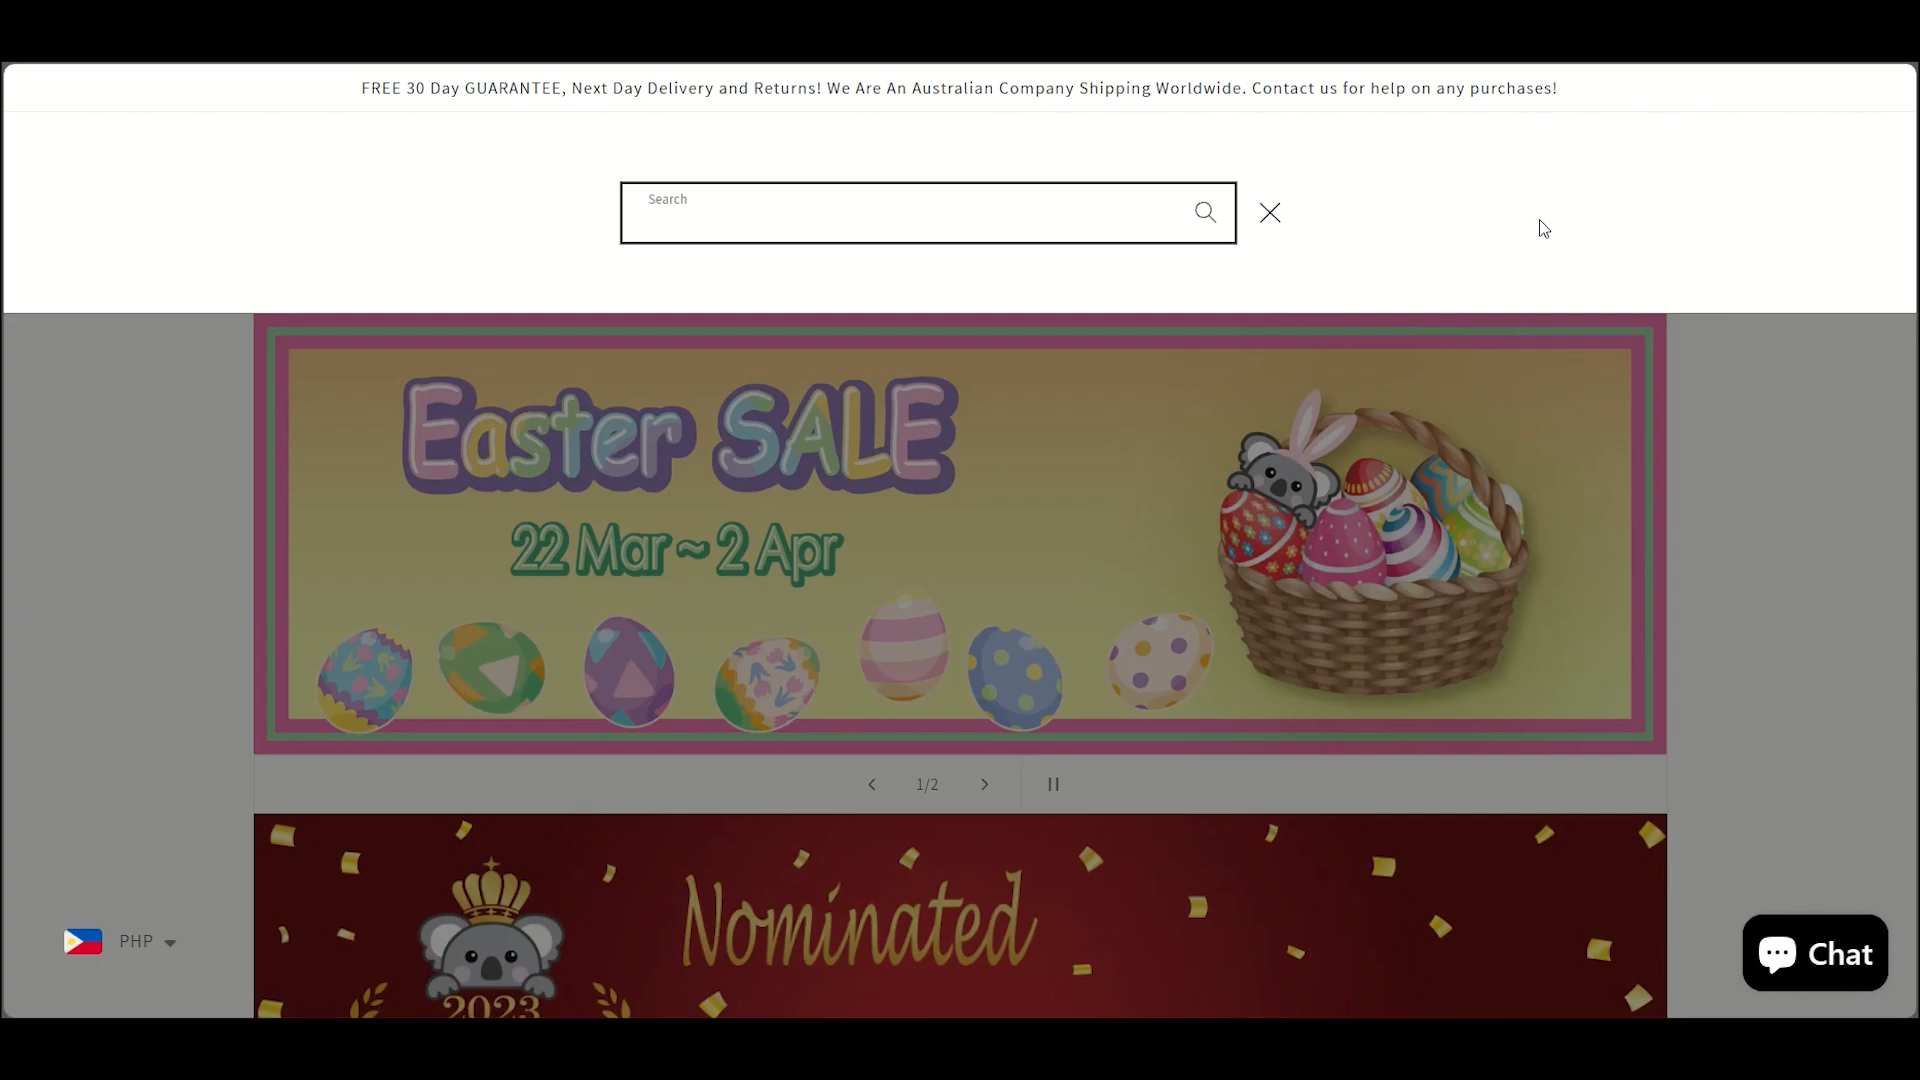 FREE 30 Day GUARANTEE, Next Day Delivery and Returns! We Are An Australian Company Shipping Worldwide. Contact us for help on any purchases!
Search
Easter SALE
22 Mar ~ 2 Apr
1/2
Nominated
2023
PHP
Chat